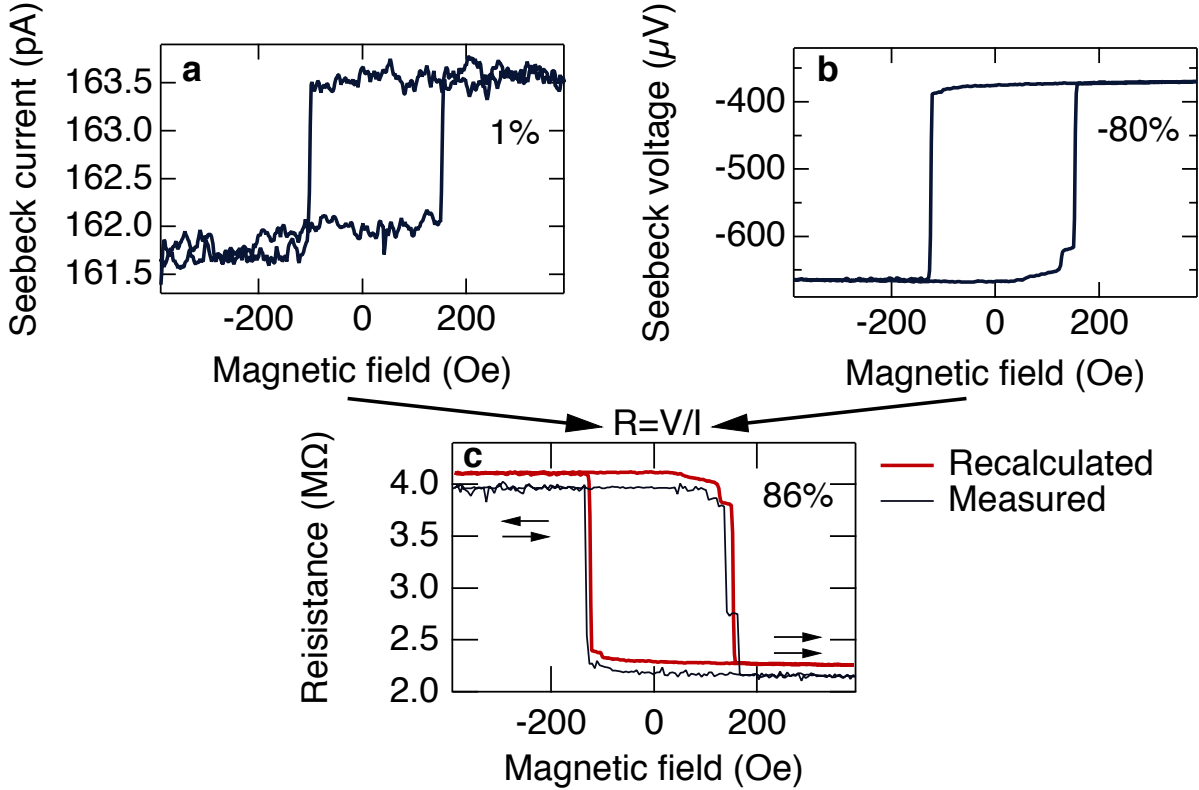 a
Seebeck current (pA)
163.5
163.0
162.5
162.0
161.5
1%
-200 0 200
Magnetic field (Oe)
b
Seebeck voltage (µV)
-400
-500
-600
-80%
-200 0 200
Magnetic field (Oe)
R=V/I
c
Reisistance (MΩ)
4.0
3.5
3.0
2.5
2.0
86%
-200 0 200
Magnetic field (Oe)
Recalculated
Measured